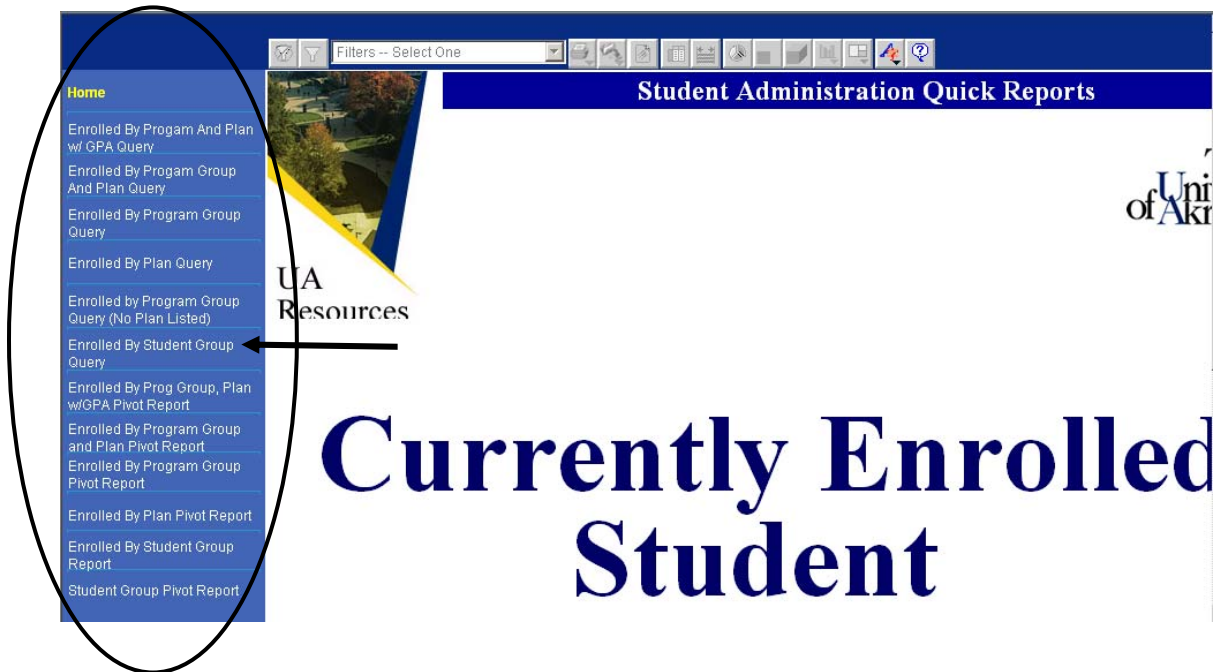 Filters -- Select One
Home
Student Administration Quick Reports
Enrolled By Progam And Plan
w/ GPA Query
Enrolled By Progam Group
And Plan Query
Enrolled By Program Group
Query
Enrolled By Plan Query
Enrolled by Program Group
Query (No Plan Listed)
Enrolled By Student Group
Query
Enrolled By Prog Group, Plan
w/GPA Pivot Report
Enrolled By Program Group
and Plan Pivot Report
Enrolled By Program Group
Pivot Report
Enrolled By Plan Pivot Report
Enrolled By Student Group
Report
Student Group Pivot Report
UA
Resources
Uni
of Akr
Currently Enrolled
Student